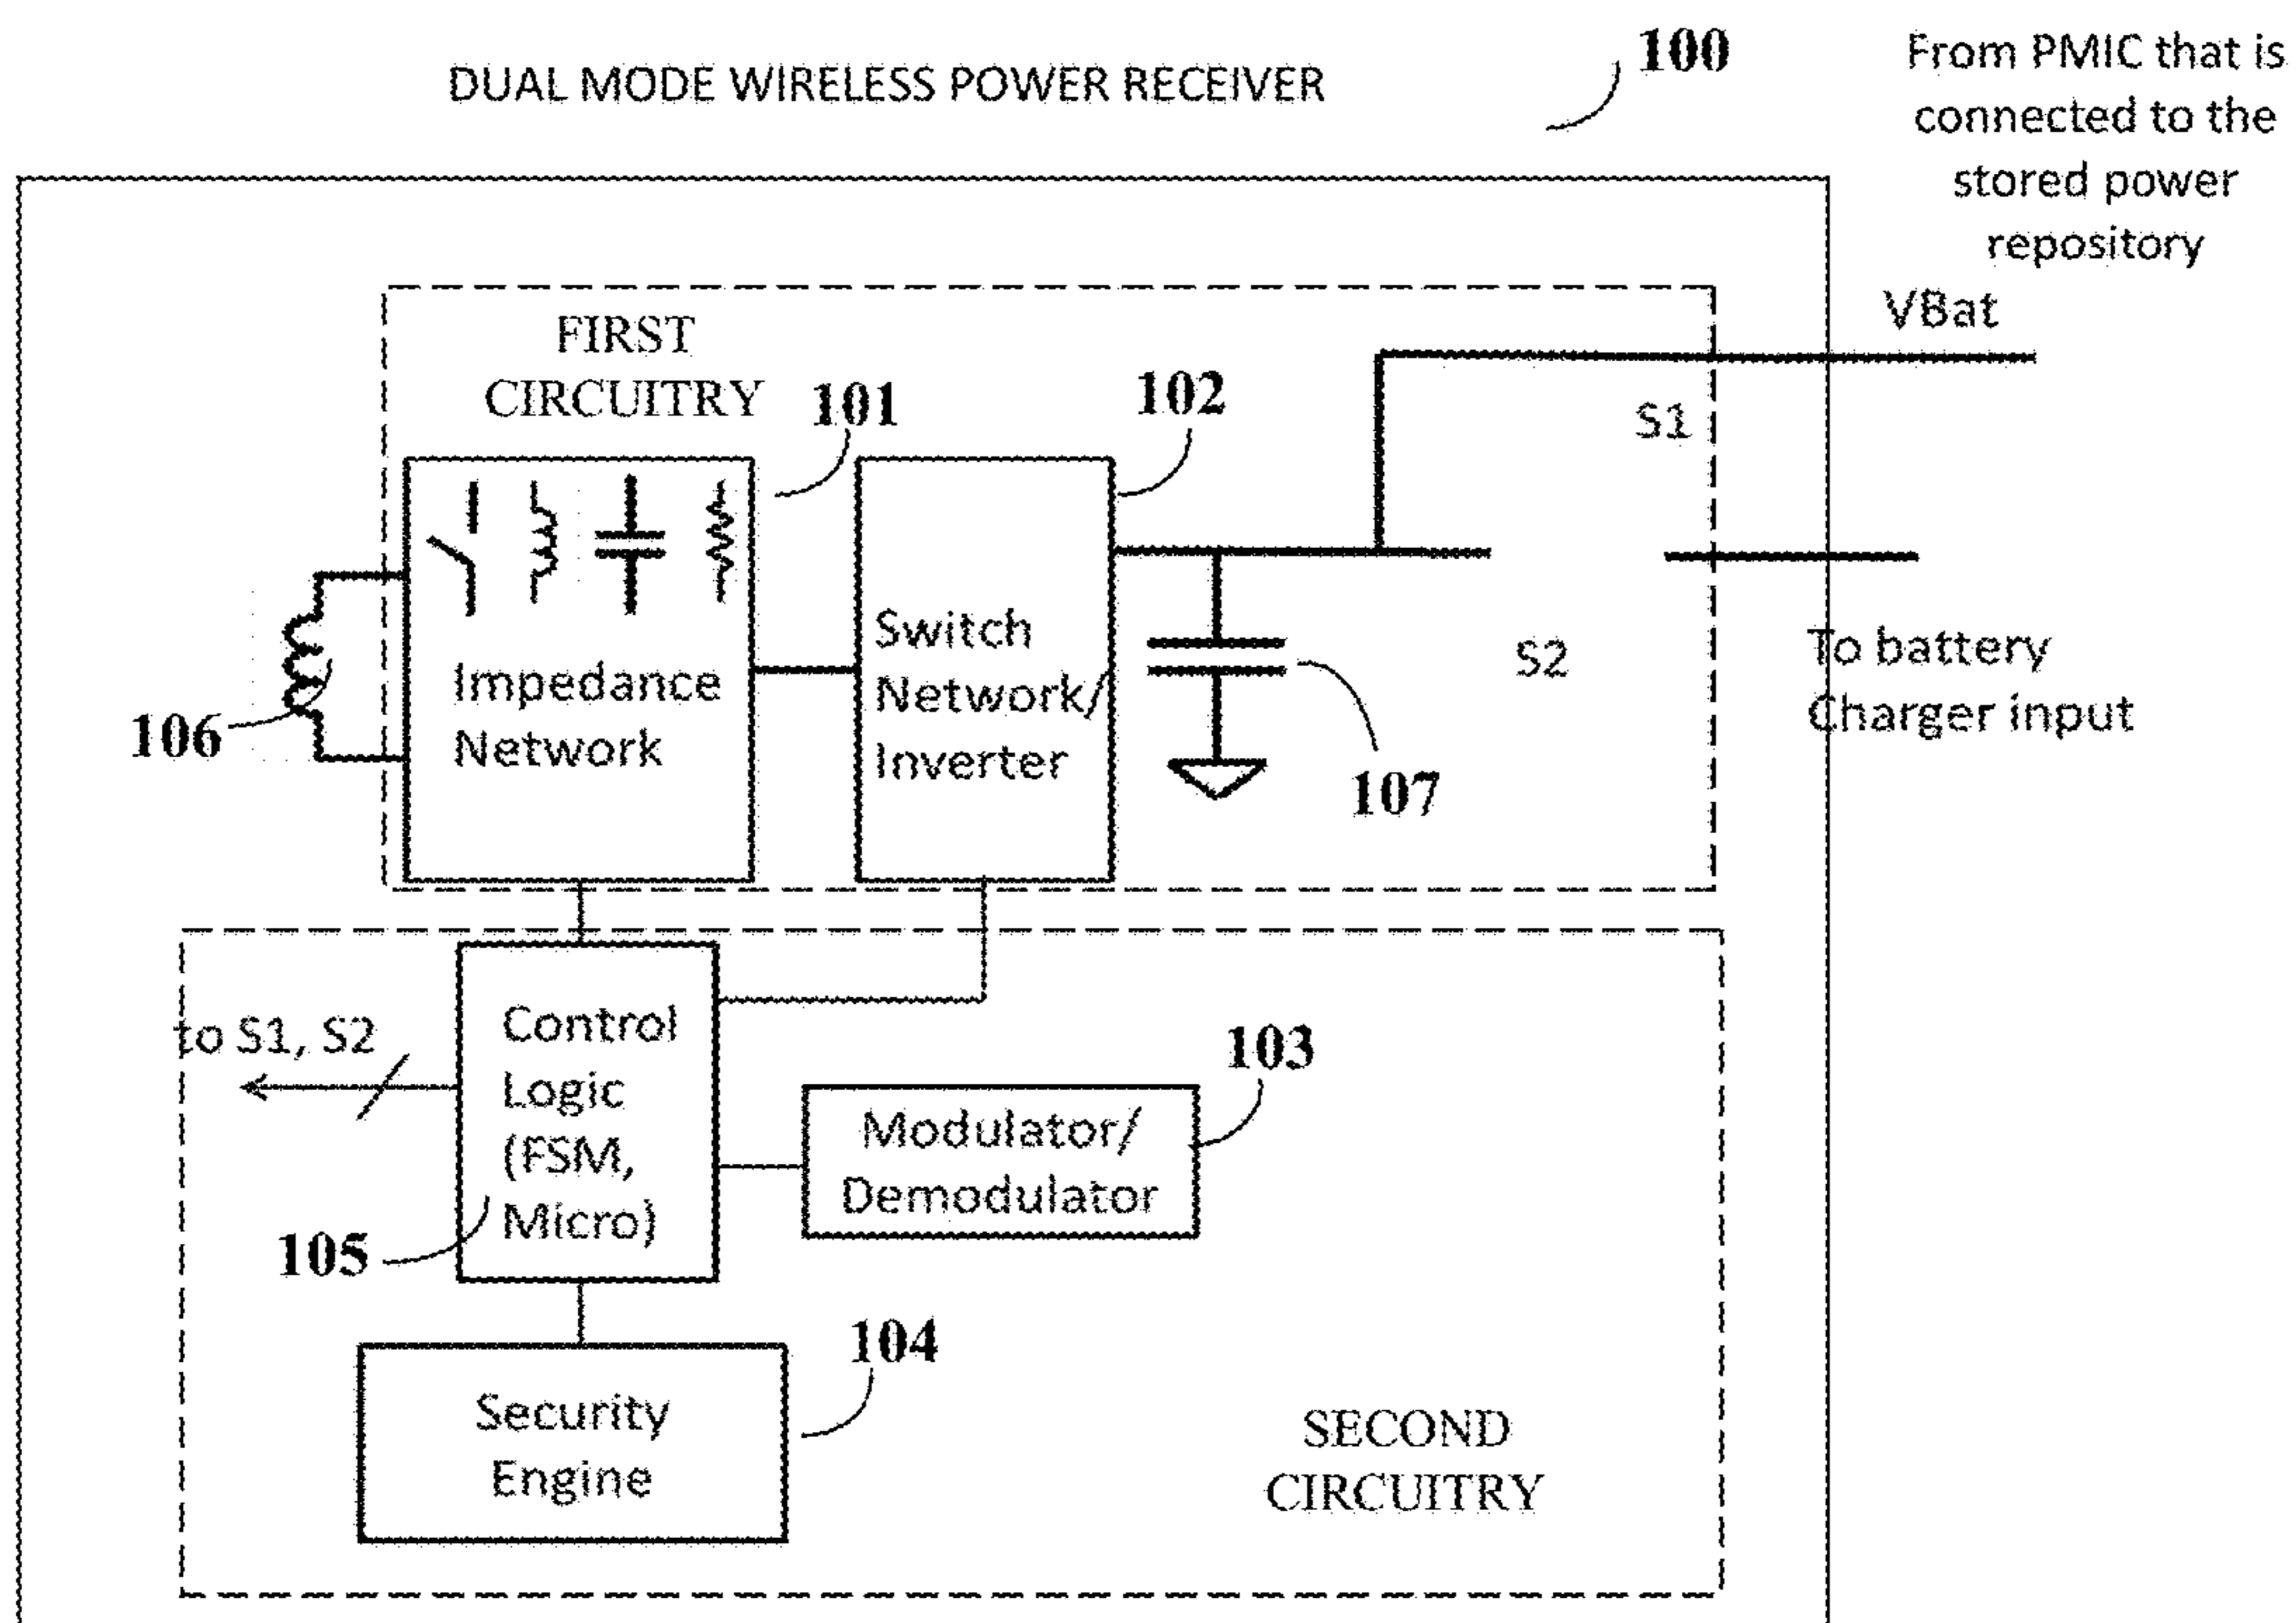 DUAL MODE WIRELESS POWER RECEIVER
100
From PMIC that is
connected to the
stored power
repository
VBat
FIRST
CIRCUITRY
101
102
S1
Impedance
Network
Switch
Network/
Inverter
S2
To battery
Charger input
106
107
to S1, S2
Control
Logic
(FSM,
Micro)
103
Modulator/
Demodulator
105
104
Security
Engine
SECOND
CIRCUITRY